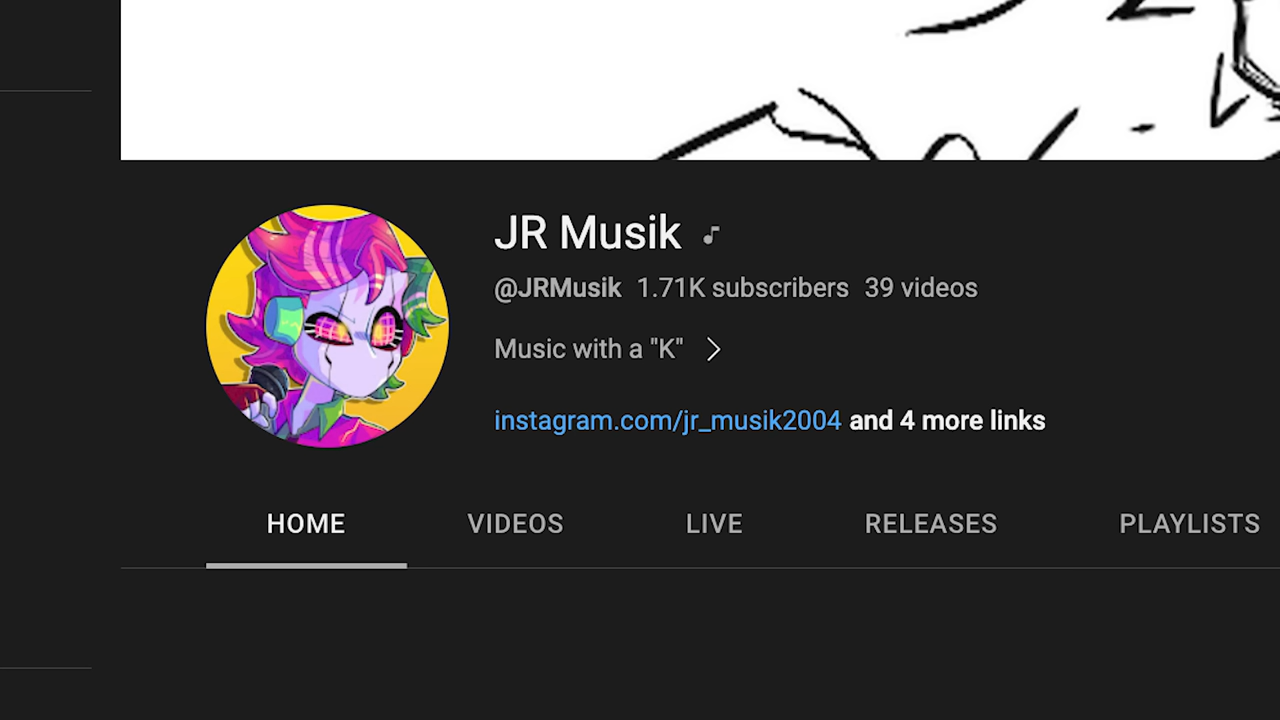 JR Musik
@JRMusik 1.71K subscribers 39 videos
Music with a "K"
instagram.com/jr_musik2004 and 4 more links
HOME VIDEOS LIVE RELEASES PLAYLISTS